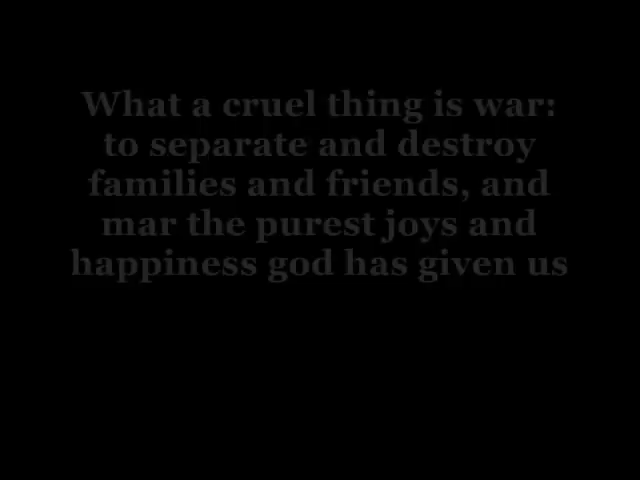 What a cruel thing is war:
to separate and destroy
families and friends, and
mar the purest joys and
happiness god has given us